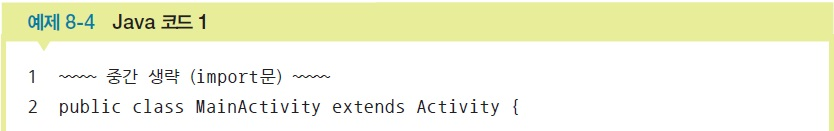 예제 8-4 Java 코드 1
1 ~~~~ 중간 생략 (import문) ~~~~
2 public class MainActivity extends Activity {